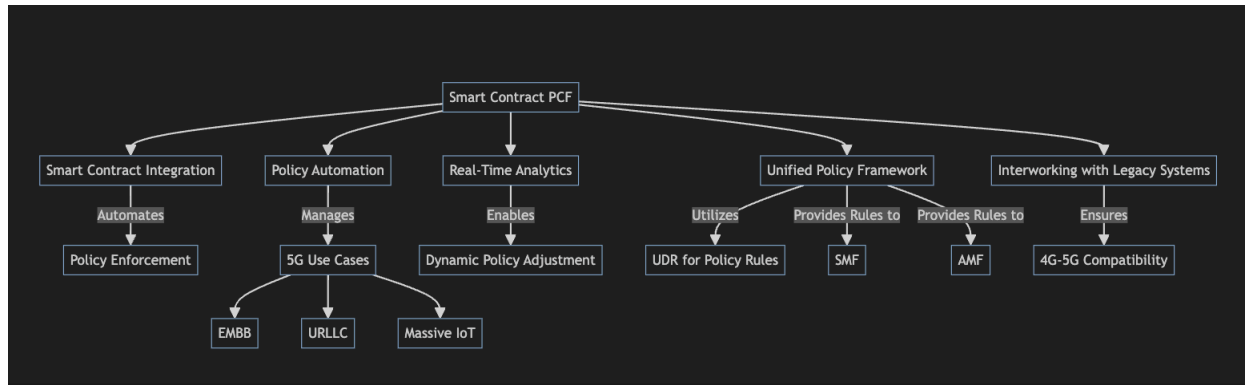 Smart Contract PCF
Smart Contract Integration
Policy Automation
Real-Time Analytics
Unified Policy Framework
Interworking with Legacy Systems
Automates
Manages
Enables
Utilizes
Provides Rules to
Provides Rules to
Ensures
Policy Enforcement
5G Use Cases
Dynamic Policy Adjustment
UDR for Policy Rules
SMF
AMF
4G-5G Compatibility
EMBB
URLLC
Massive IoT